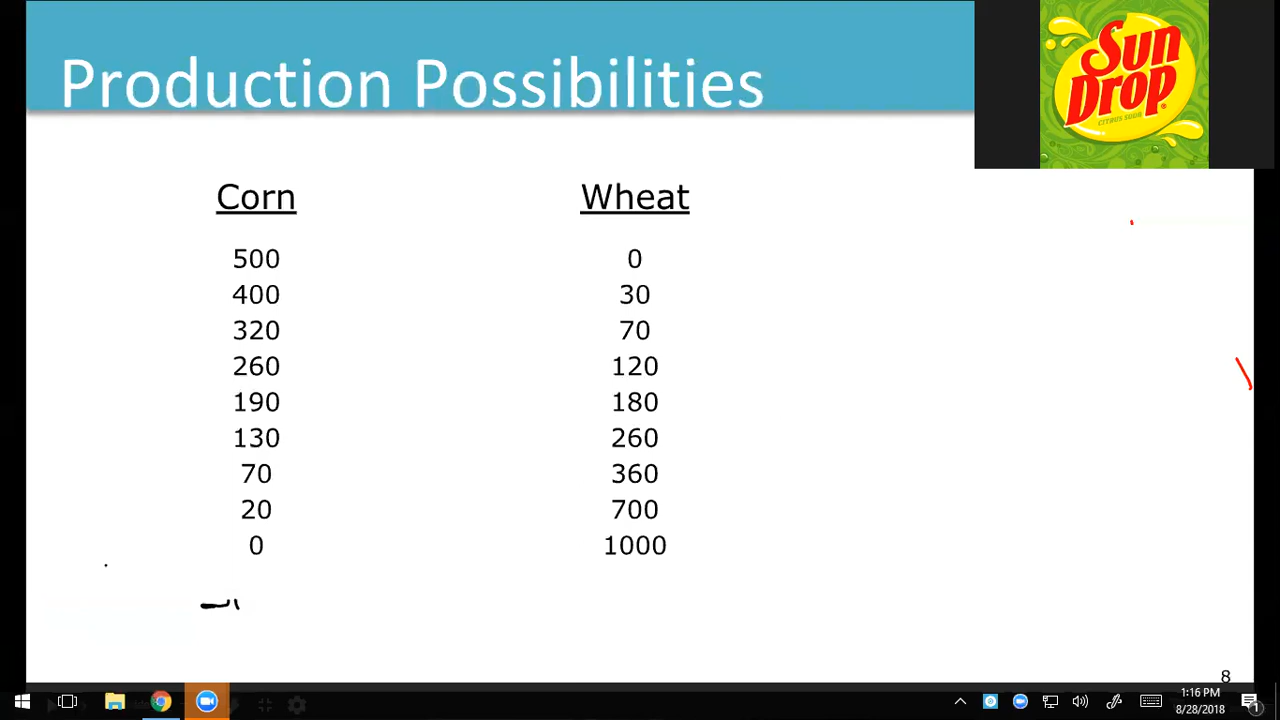 Production Possibilities
Sun
Drop
CITRUS SODA
Corn Wheat
500 0
400 30
320 70
260 120
190 180
130 260
70 360
20 700
0 1000
8
1:16 PM
8/28/2018
1